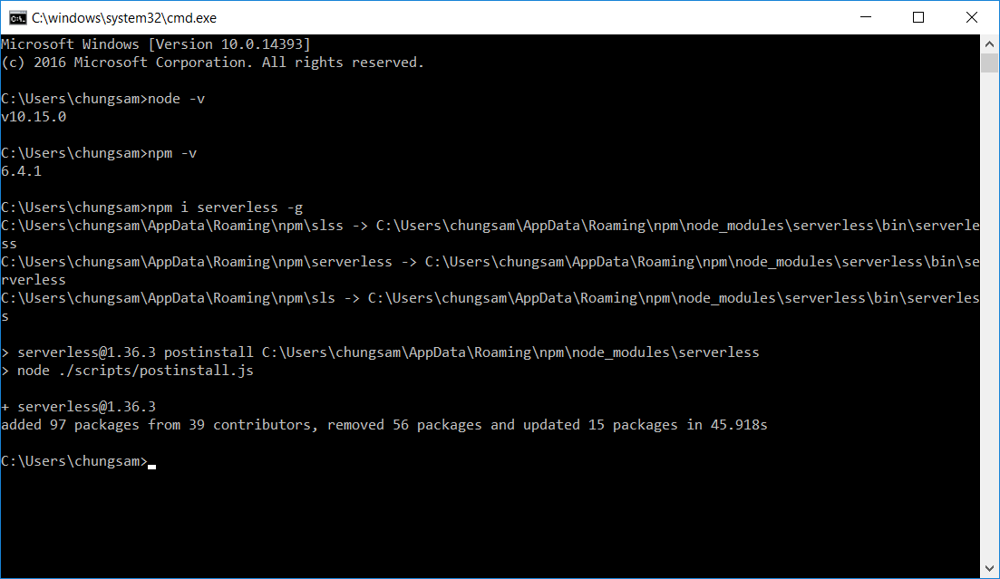 C:\windows\system32\cmd.exe
Microsoft Windows [Version 10.0.14393]
(c) 2016 Microsoft Corporation. All rights reserved.
C:\Users\chungsam>node -v
v10.15.0
C:\Users\chungsam>npm -v
6.4.1
C:\Users\chungsam>npm i serverless -g
C:\Users\chungsam\AppData\Roaming\npm\slss -> C:\Users\chungsam\AppData\Roaming\npm\node_modules\serverless\bin\serverle
ss
C:\Users\chungsam\AppData\Roaming\npm\serverless -> C:\Users\chungsam\AppData\Roaming\npm\node_modules\serverless\bin\se
rverless
C:\Users\chungsam\AppData\Roaming\npm\sls -> C:\Users\chungsam\AppData\Roaming\npm\node_modules\serverless\bin\serverles
s
> serverless@1.36.3 postinstall C:\Users\chungsam\AppData\Roaming\npm\node_modules\serverless
> node ./scripts/postinstall.js
+ serverless@1.36.3
added 97 packages from 39 contributors, removed 56 packages and updated 15 packages in 45.918s
C:\Users\chungsam>